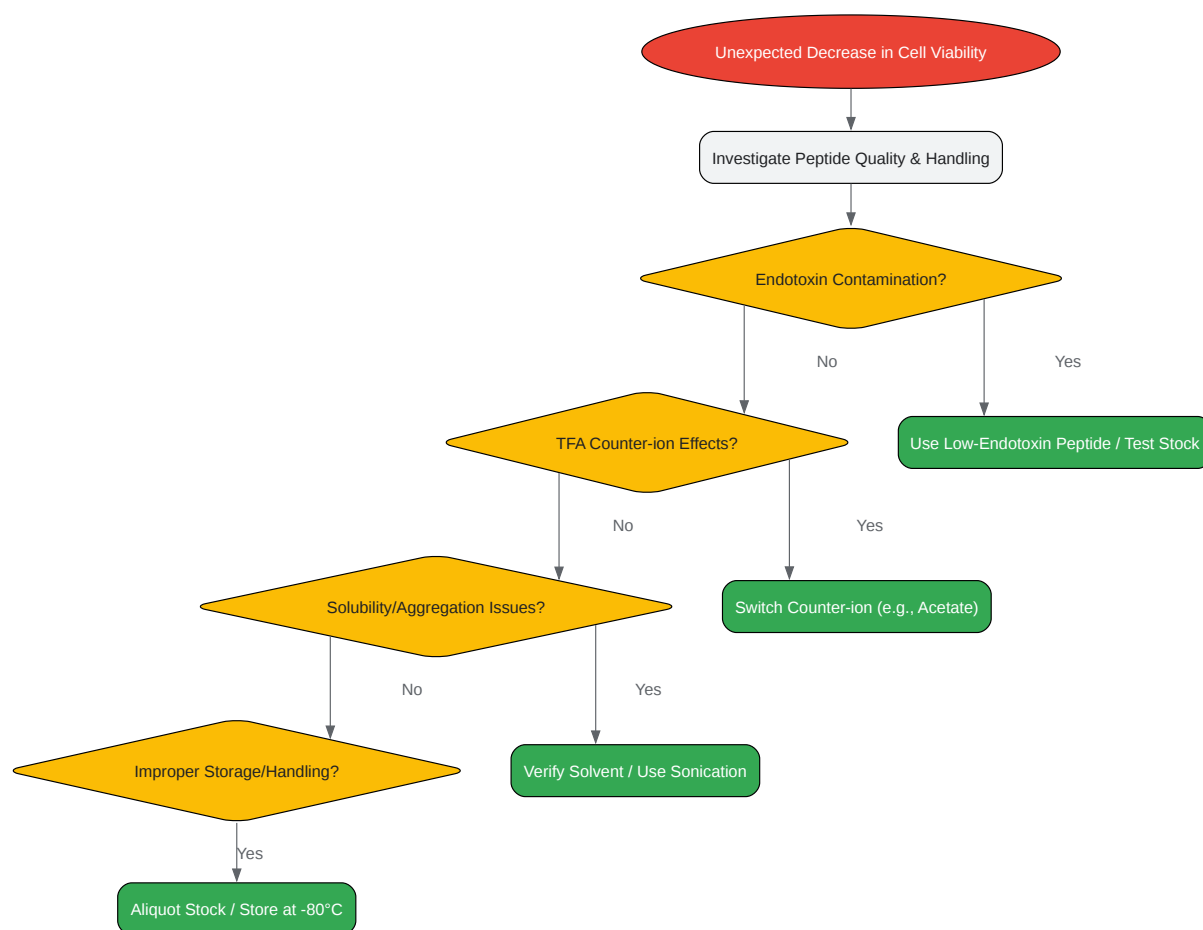 Unexpected Decrease in Cell Viability
Investigate Peptide Quality & Handling
Endotoxin Contamination?
No
Yes
TFA Counter-ion Effects?
Use Low-Endotoxin Peptide / Test Stock
No
Yes
Solubility/Aggregation Issues?
Switch Counter-ion (e.g., Acetate)
No
Yes
Improper Storage/Handling?
Verify Solvent / Use Sonication
Yes
Aliquot Stock / Store at -80°C